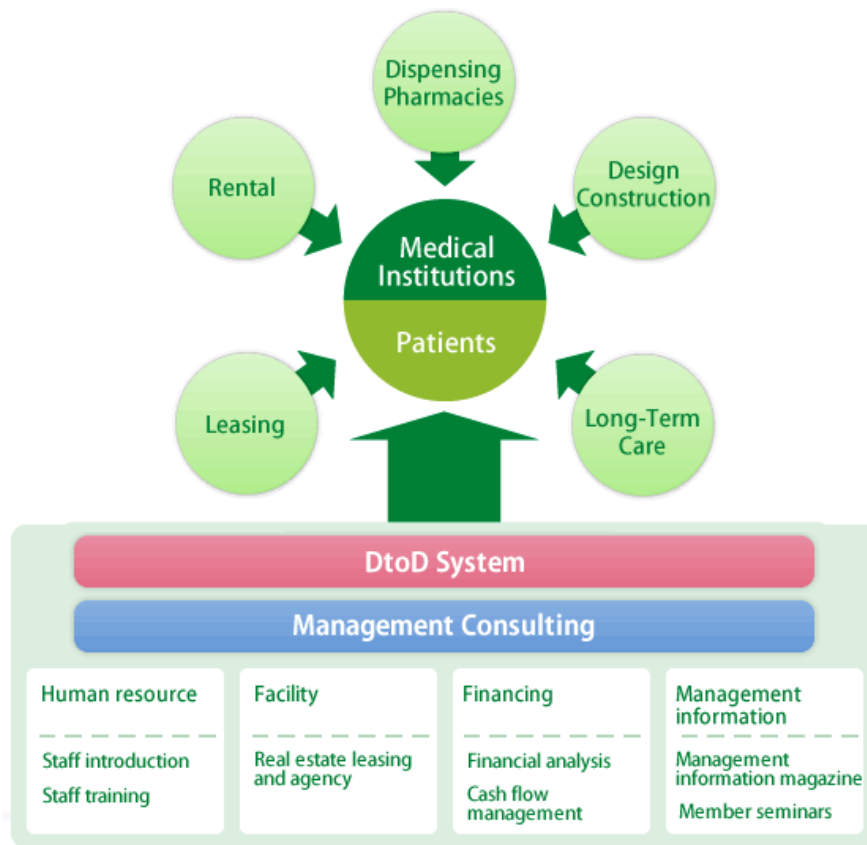 Dispensing
Pharmacies
Rental
Design
Construction
Medical
Institutions
Patients
Leasing
Long-Term
Care
DtoD System
Management Consulting
Human resource
Staff introduction
Staff training
Facility
Real estate leasing
and agency
Financing
Financial analysis
Cash flow
management
Management
information
Management
information magazine
Member seminars